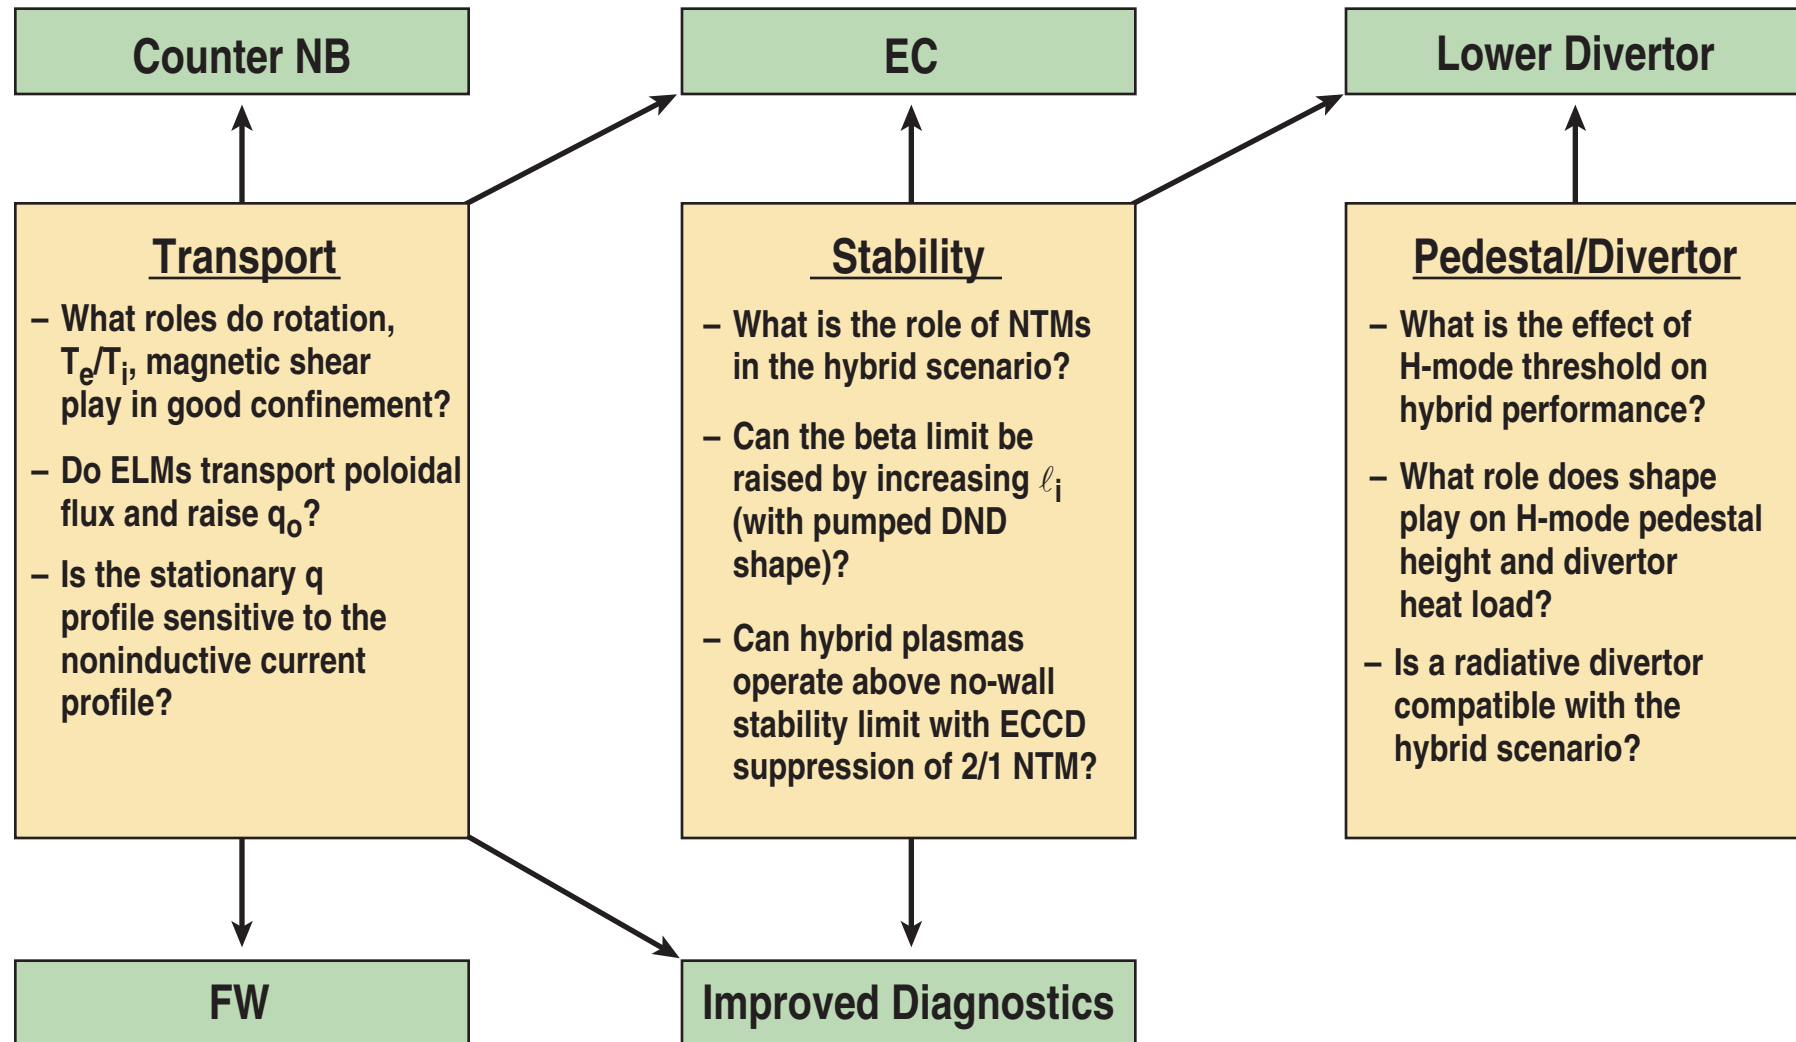 Counter NB
EC
Lower Divertor
Transport
– What roles do rotation,
Te/Ti, magnetic shear
play in good confinement?
– Do ELMs transport poloidal
flux and raise qo?
– Is the stationary q
profile sensitive to the
noninductive current
profile?
Stability
– What is the role of NTMs
in the hybrid scenario?
– Can the beta limit be
raised by increasing ℓi
(with pumped DND
shape)?
– Can hybrid plasmas
operate above no-wall
stability limit with ECCD
suppression of 2/1 NTM?
Pedestal/Divertor
– What is the effect of
H-mode threshold on
hybrid performance?
– What role does shape
play on H-mode pedestal
height and divertor
heat load?
– Is a radiative divertor
compatible with the
hybrid scenario?
FW
Improved Diagnostics